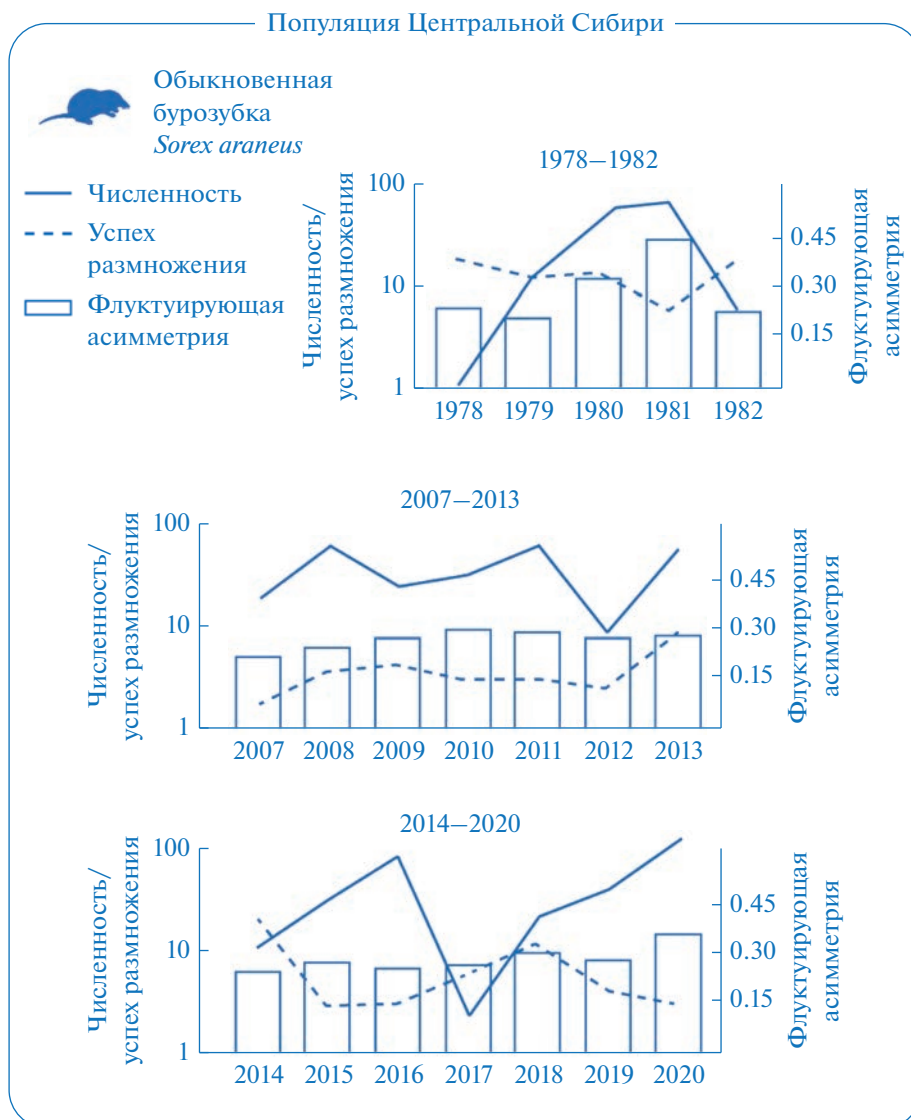 Популяция Центральной Сибири
Обыкновенная
бурозубка
Sorex araneus
Численность
Успех
размножения
Флуктуирующая
асимметрия
1978–1982
Численность/
успех размножения
100
10
1
0.45
0.30
0.15
Флуктуирующая
асимметрия
1978 1979 1980 1981 1982
2007–2013
Численность/
успех размножения
100
10
1
0.45
0.30
0.15
Флуктуирующая
асимметрия
2007 2008 2009 2010 2011 2012 2013
2014–2020
Численность/
успех размножения
100
10
1
0.45
0.30
0.15
Флуктуирующая
асимметрия
2014 2015 2016 2017 2018 2019 2020